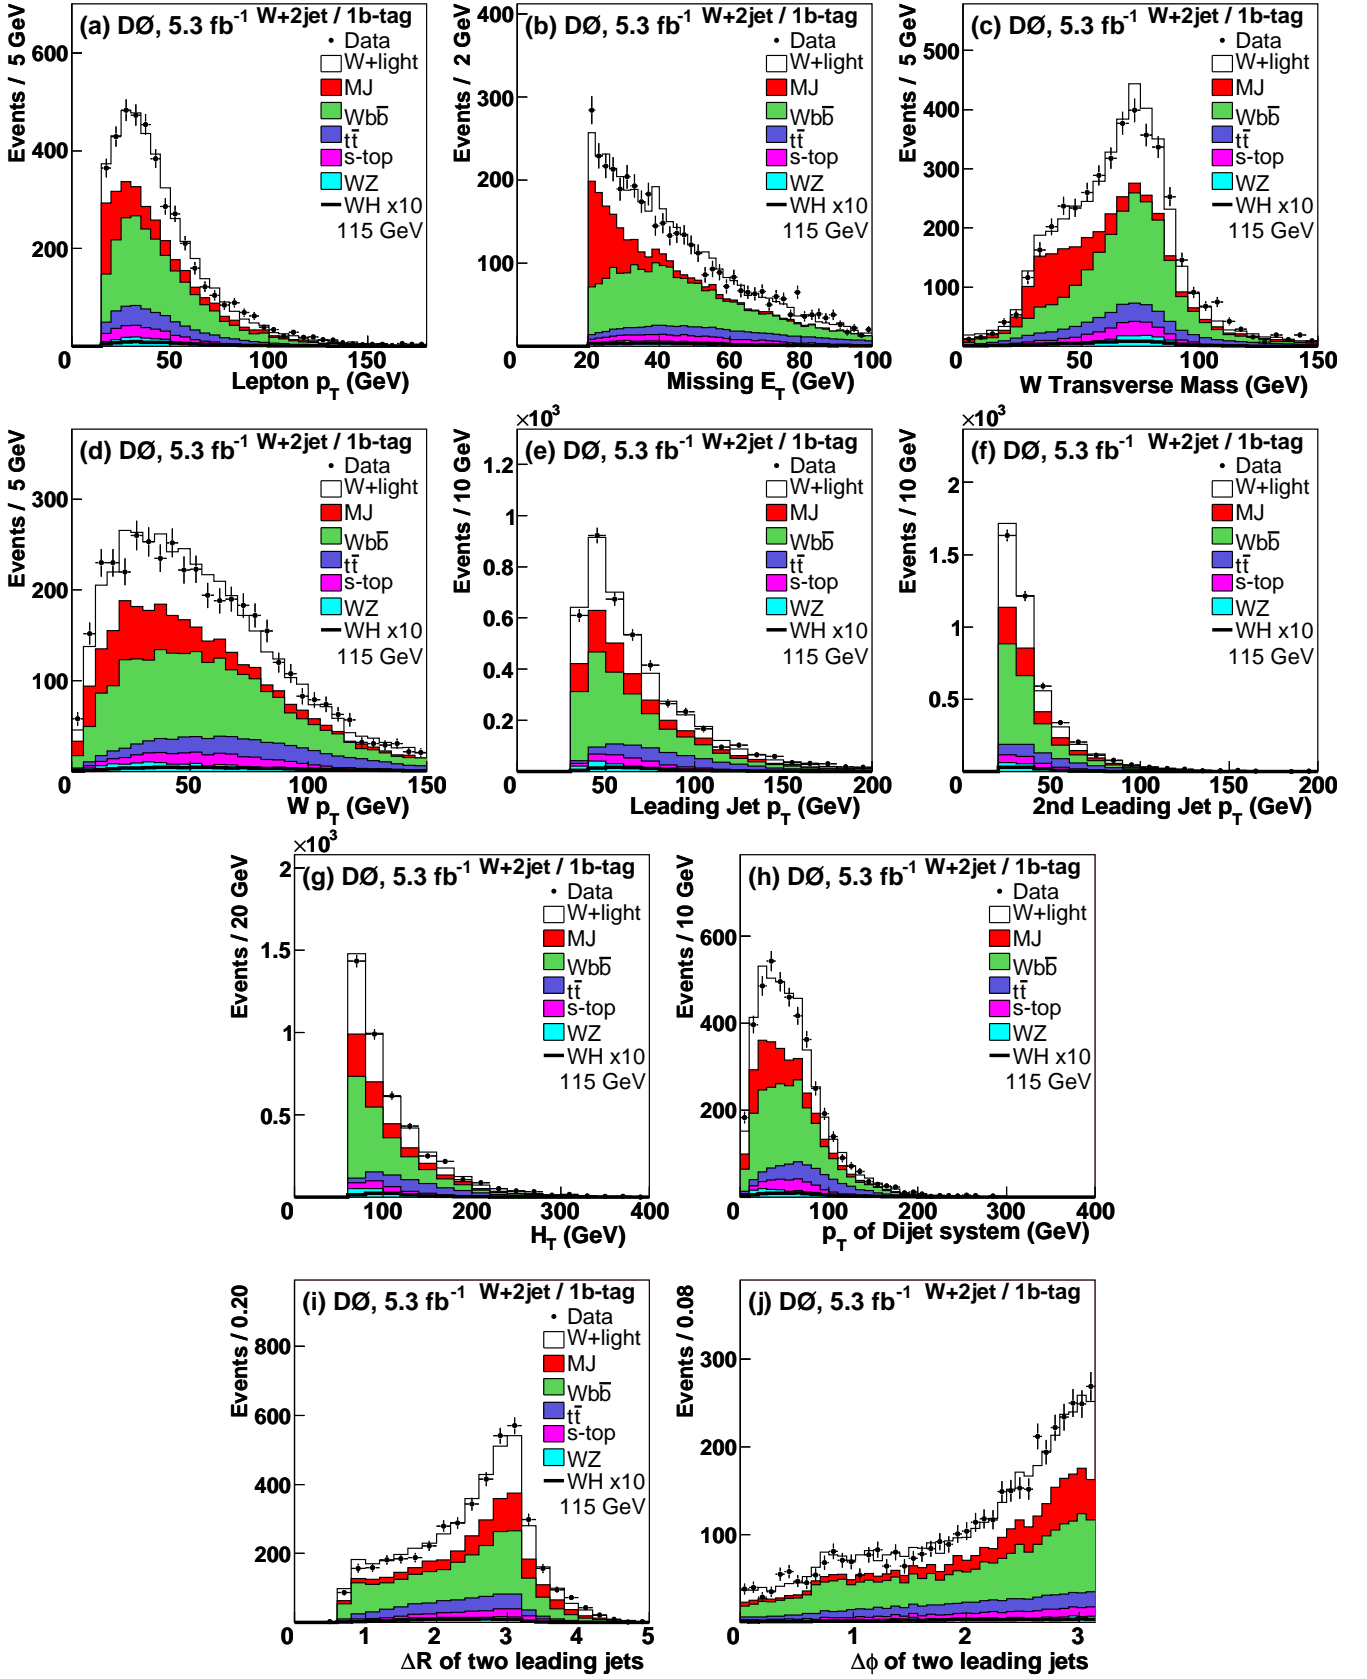 (a) DØ, 5.3 fb⁻¹ W+2jet / 1b-tag
Data
W+light
MJ
Wbb̄
tt̄
s-top
WZ
WH x10
115 GeV
Events / 5 GeV
600
400
200
0 50 100 150
Lepton p_T (GeV)
(b) DØ, 5.3 fb⁻¹ W+2jet / 1b-tag
Data
W+light
MJ
Wbb̄
tt̄
s-top
WZ
WH x10
115 GeV
Events / 2 GeV
400
300
200
100
0 20 40 60 80 100
Missing E_T (GeV)
(c) DØ, 5.3 fb⁻¹ W+2jet / 1b-tag
Data
W+light
MJ
Wbb̄
tt̄
s-top
WZ
WH x10
115 GeV
Events / 5 GeV
500
400
300
200
100
0 50 100 150
W Transverse Mass (GeV)
(d) DØ, 5.3 fb⁻¹ W+2jet / 1b-tag
Data
W+light
MJ
Wbb̄
tt̄
s-top
WZ
WH x10
115 GeV
Events / 5 GeV
300
200
100
0 50 100 150
W p_T (GeV)
×10³
(e) DØ, 5.3 fb⁻¹ W+2jet / 1b-tag
Data
W+light
MJ
Wbb̄
tt̄
s-top
WZ
WH x10
115 GeV
Events / 10 GeV
1.2
1
0.8
0.6
0.4
0.2
0 50 100 150 200
Leading Jet p_T (GeV)
×10³
(f) DØ, 5.3 fb⁻¹ W+2jet / 1b-tag
Data
W+light
MJ
Wbb̄
tt̄
s-top
WZ
WH x10
115 GeV
Events / 10 GeV
2
1.5
1
0.5
0 50 100 150 200
2nd Leading Jet p_T (GeV)
×10³
(g) DØ, 5.3 fb⁻¹ W+2jet / 1b-tag
Data
W+light
MJ
Wbb̄
tt̄
s-top
WZ
WH x10
115 GeV
Events / 20 GeV
2
1.5
1
0.5
0 100 200 300 400
H_T (GeV)
(h) DØ, 5.3 fb⁻¹ W+2jet / 1b-tag
Data
W+light
MJ
Wbb̄
tt̄
s-top
WZ
WH x10
115 GeV
Events / 10 GeV
600
400
200
0 100 200 300 400
p_T of Dijet system (GeV)
(i) DØ, 5.3 fb⁻¹ W+2jet / 1b-tag
Data
W+light
MJ
Wbb̄
tt̄
s-top
WZ
WH x10
115 GeV
Events / 0.20
800
600
400
200
0 1 2 3 4 5
ΔR of two leading jets
(j) DØ, 5.3 fb⁻¹ W+2jet / 1b-tag
Events / 0.08
300
200
100
0 1 2 3
Δϕ of two leading jets